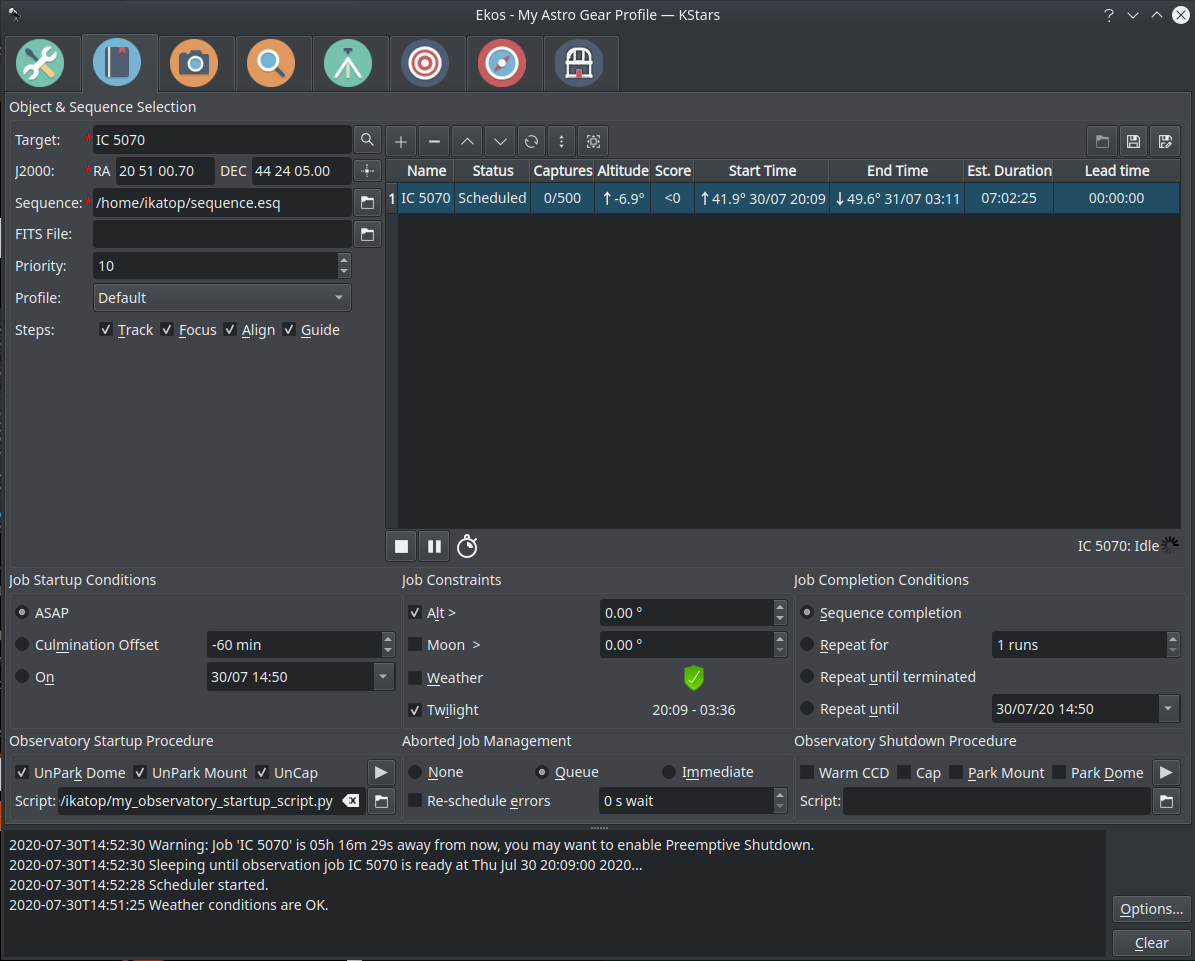 Ekos - My Astro Gear Profile — KStars
Object & Sequence Selection
Target: * IC 5070
J2000: * RA 20 51 00.70 DEC 44 24 05.00
Sequence: * /home/ikatop/sequence.esq
FITS File:
Priority: 10
Profile: Default
Steps: Track Focus Align Guide
Name Status Captures Altitude Score Start Time End Time Est. Duration Lead time
1 IC 5070 Scheduled 0/500 ↑-6.9° <0 ↑41.9° 30/07 20:09 ↓49.6° 31/07 03:11 07:02:25 00:00:00
IC 5070: Idle
Job Startup Conditions
ASAP
Culmination Offset -60 min
On 30/07 14:50
Job Constraints
Alt > 0.00 °
Moon > 0.00 °
Weather
Twilight 20:09 - 03:36
Job Completion Conditions
Sequence completion
Repeat for 1 runs
Repeat until terminated
Repeat until 30/07/20 14:50
Observatory Startup Procedure
UnPark Dome UnPark Mount UnCap
Script: /ikatop/my_observatory_startup_script.py
Aborted Job Management
None Queue Immediate
Re-schedule errors 0 s wait
Observatory Shutdown Procedure
Warm CCD Cap Park Mount Park Dome
Script:
2020-07-30T14:52:30 Warning: Job 'IC 5070' is 05h 16m 29s away from now, you may want to enable Preemptive Shutdown.
2020-07-30T14:52:30 Sleeping until observation job IC 5070 is ready at Thu Jul 30 20:09:00 2020...
2020-07-30T14:52:28 Scheduler started.
2020-07-30T14:51:25 Weather conditions are OK.
Options...
Clear